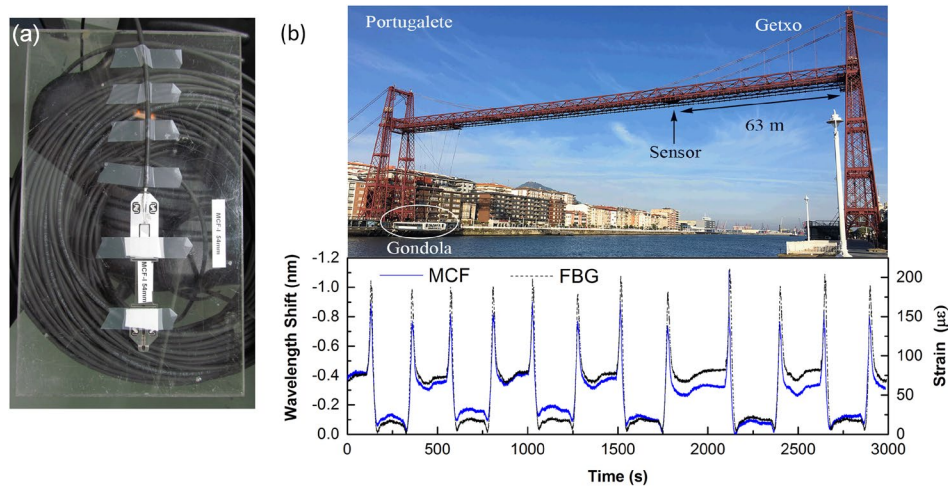 (a)
MCF-I 54mm
MCF-I 54mm
(b)
Portugalete
Getxo
63 m
Sensor
Gondola
MCF
FBG
Wavelength Shift (nm)
-1.2
-1.0
-0.8
-0.6
-0.4
-0.2
0.0
Strain (με)
200
150
100
50
0
0
500
1000
1500
2000
2500
3000
Time (s)